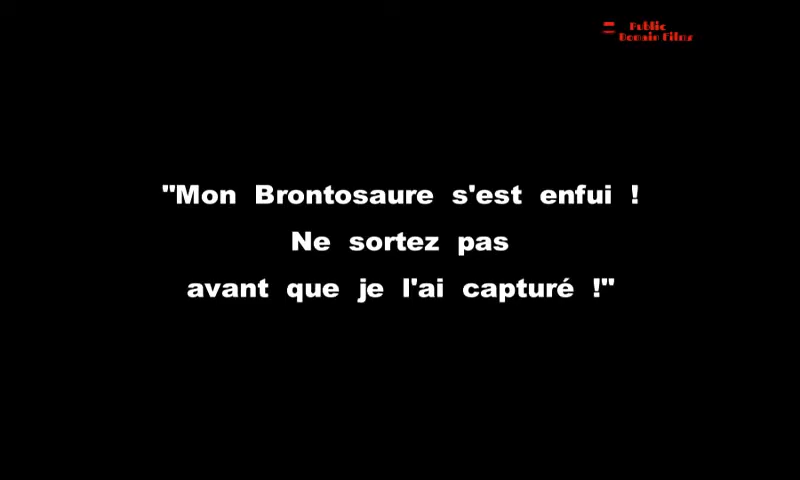 Public
Domain Films
"Mon Brontosaure s'est enfui !
Ne sortez pas
avant que je l'ai capturé !"